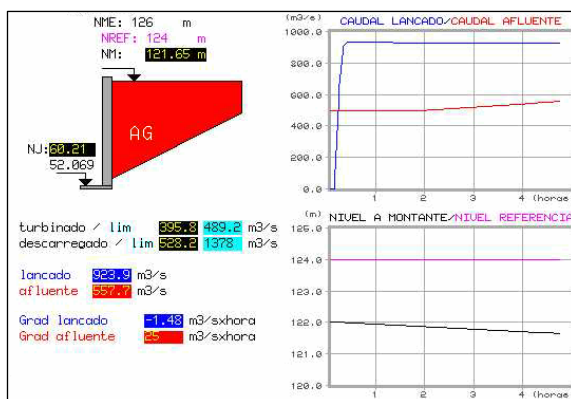 NME: 126 m
NREF: 124 m
NM: 121.65 m
AG
NJ: 60.21
52.069
turbinado / lim 395.8 489.2 m3/s
descarregado / lim 528.2 1378 m3/s
lancado 923.9 m3/s
afluente 557.7 m3/s
Grad lancado -1.48 m3/sxhora
Grad afluente 25 m3/sxhora
(m3/s) CAUDAL LANCADO/CAUDAL AFLUENTE
1000.0
800.0
600.0
400.0
200.0
0.0
1 2 3 4 (horas
(m) NIVEL A MONTANTE/NIVEL REFERENCIA
125.0
124.0
123.0
122.0
121.0
120.0
1 2 3 4 (horas